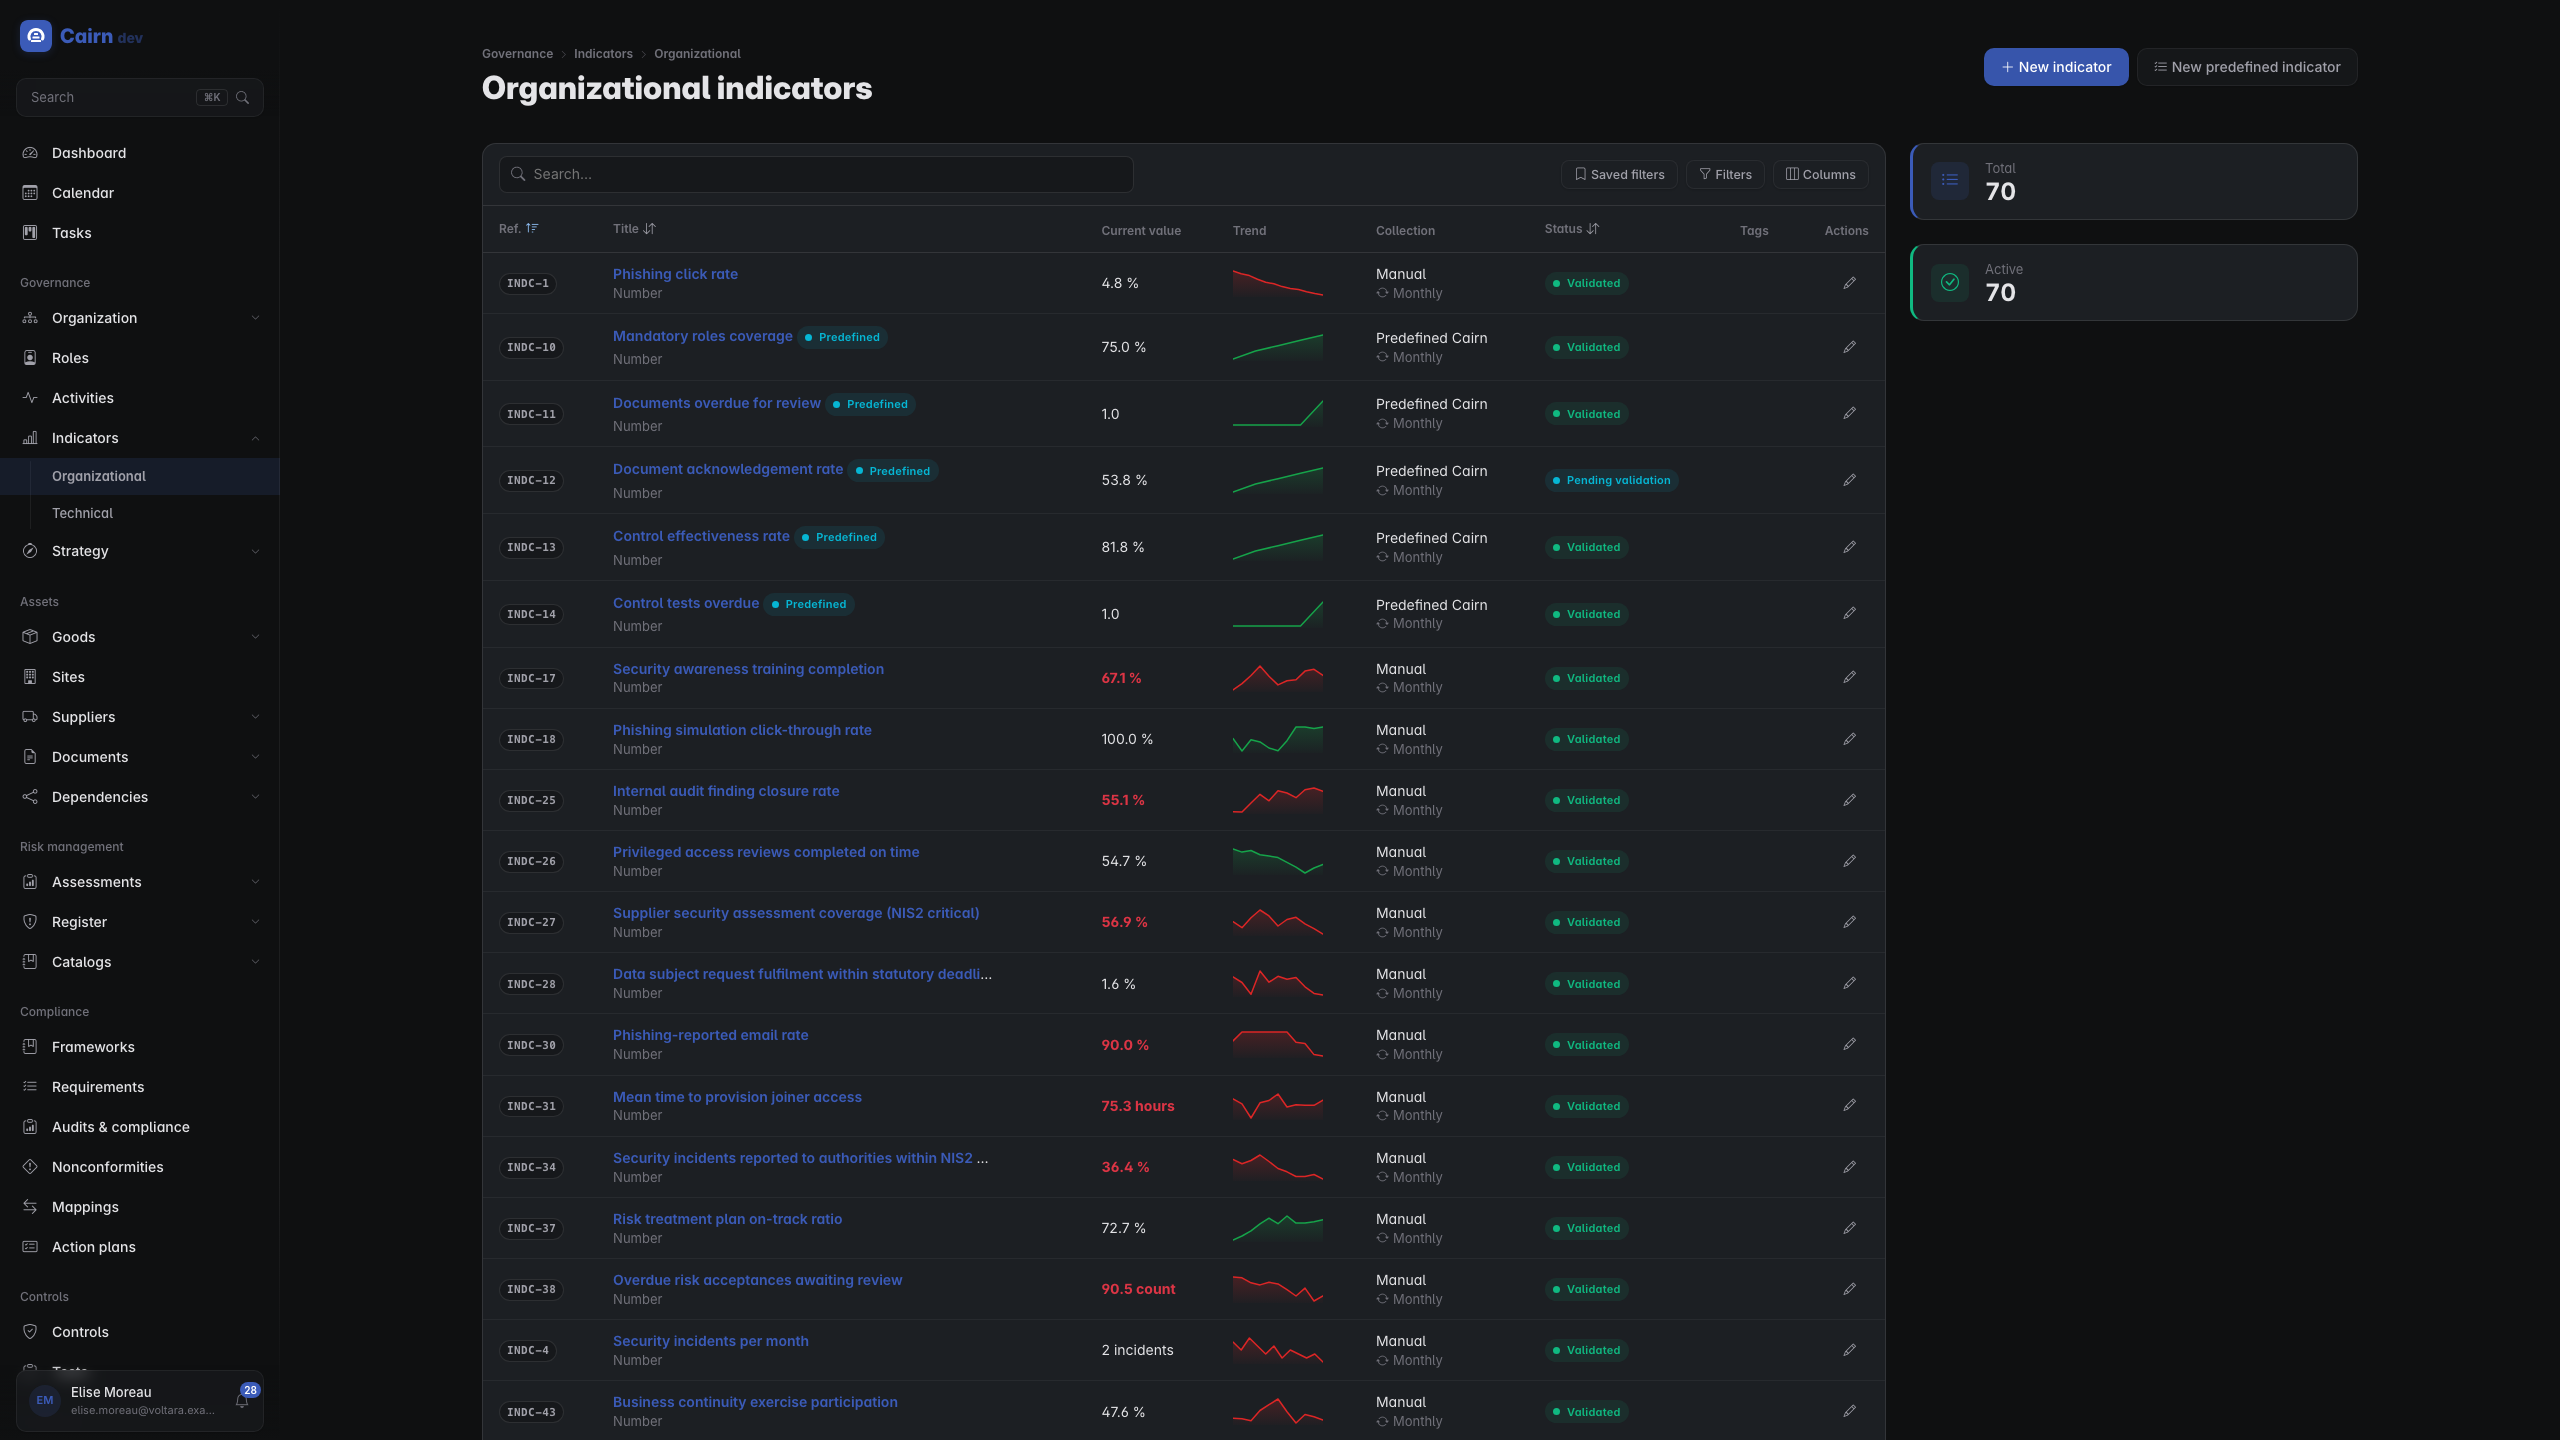 Cairn dev
Search ⌘K
Dashboard
Calendar
Tasks
Governance
Organization
Roles
Activities
Indicators
Organizational
Technical
Strategy
Assets
Goods
Sites
Suppliers
Documents
Dependencies
Risk management
Assessments
Register
Catalogs
Compliance
Frameworks
Requirements
Audits & compliance
Nonconformities
Mappings
Action plans
Controls
Controls
EM Elise Moreau 28
elise.moreau@voltara.exa...
Governance > Indicators > Organizational
Organizational indicators
+ New indicator New predefined indicator
Search... Saved filters Filters Columns
Ref. Title Current value Trend Collection Status Tags Actions
INDC-1 Phishing click rate Number 4.8 % Manual Monthly Validated
INDC-10 Mandatory roles coverage Predefined Number 75.0 % Predefined Cairn Monthly Validated
INDC-11 Documents overdue for review Predefined Number 1.0 Predefined Cairn Monthly Validated
INDC-12 Document acknowledgement rate Predefined Number 53.8 % Predefined Cairn Monthly Pending validation
INDC-13 Control effectiveness rate Predefined Number 81.8 % Predefined Cairn Monthly Validated
INDC-14 Control tests overdue Predefined Number 1.0 Predefined Cairn Monthly Validated
INDC-17 Security awareness training completion Number 67.1 % Manual Monthly Validated
INDC-18 Phishing simulation click-through rate Number 100.0 % Manual Monthly Validated
INDC-25 Internal audit finding closure rate Number 55.1 % Manual Monthly Validated
INDC-26 Privileged access reviews completed on time Number 54.7 % Manual Monthly Validated
INDC-27 Supplier security assessment coverage (NIS2 critical) Number 56.9 % Manual Monthly Validated
INDC-28 Data subject request fulfilment within statutory deadli... Number 1.6 % Manual Monthly Validated
INDC-30 Phishing-reported email rate Number 90.0 % Manual Monthly Validated
INDC-31 Mean time to provision joiner access Number 75.3 hours Manual Monthly Validated
INDC-34 Security incidents reported to authorities within NIS2 ... Number 36.4 % Manual Monthly Validated
INDC-37 Risk treatment plan on-track ratio Number 72.7 % Manual Monthly Validated
INDC-38 Overdue risk acceptances awaiting review Number 90.5 count Manual Monthly Validated
INDC-4 Security incidents per month Number 2 incidents Manual Monthly Validated
INDC-43 Business continuity exercise participation Number 47.6 % Manual Monthly Validated
Total
70
Active
70